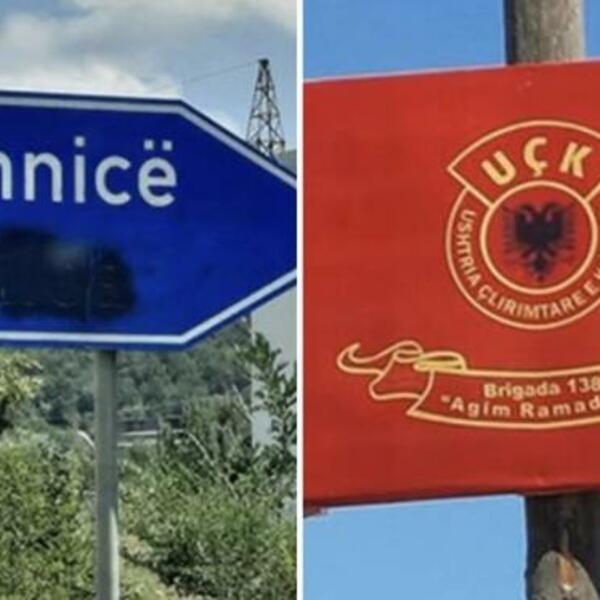 nnicë
UÇK
USHTRIA ÇLIRIMTARE E K
Brigada 138
"Agim Ramad